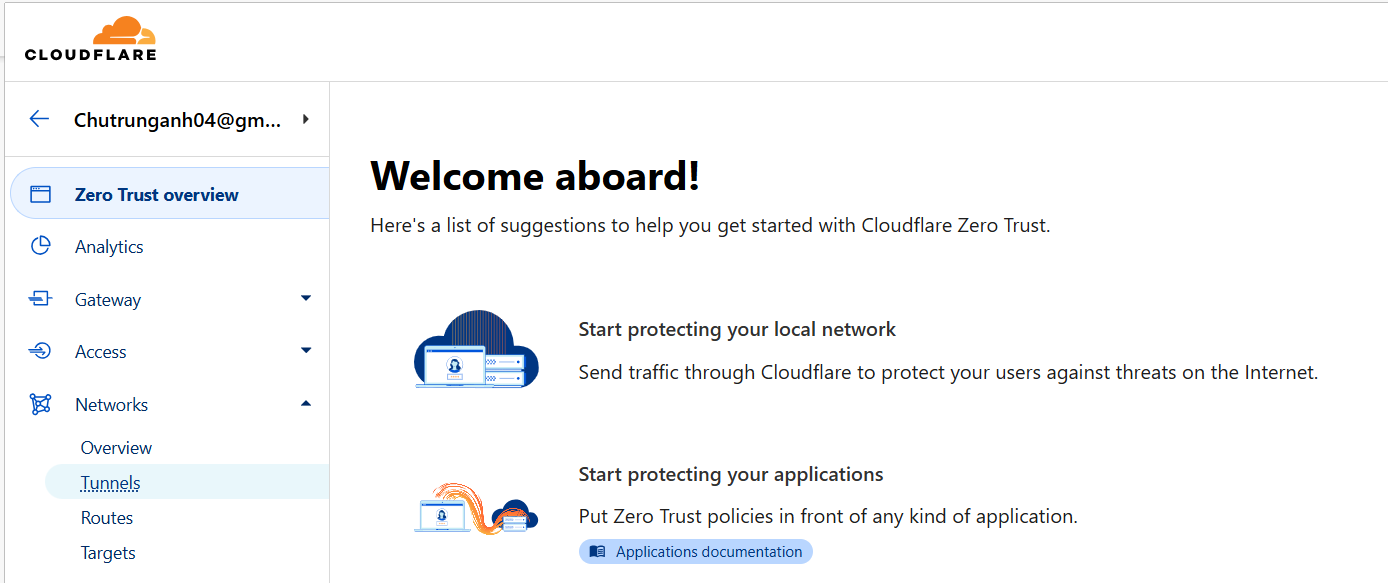 CLOUDFLARE
Chutrunganh04@gm...
Zero Trust overview
Analytics
Gateway
Access
Networks
Overview
Tunnels
Routes
Targets
Welcome aboard!
Here's a list of suggestions to help you get started with Cloudflare Zero Trust.
Start protecting your local network
Send traffic through Cloudflare to protect your users against threats on the Internet.
Start protecting your applications
Put Zero Trust policies in front of any kind of application.
Applications documentation